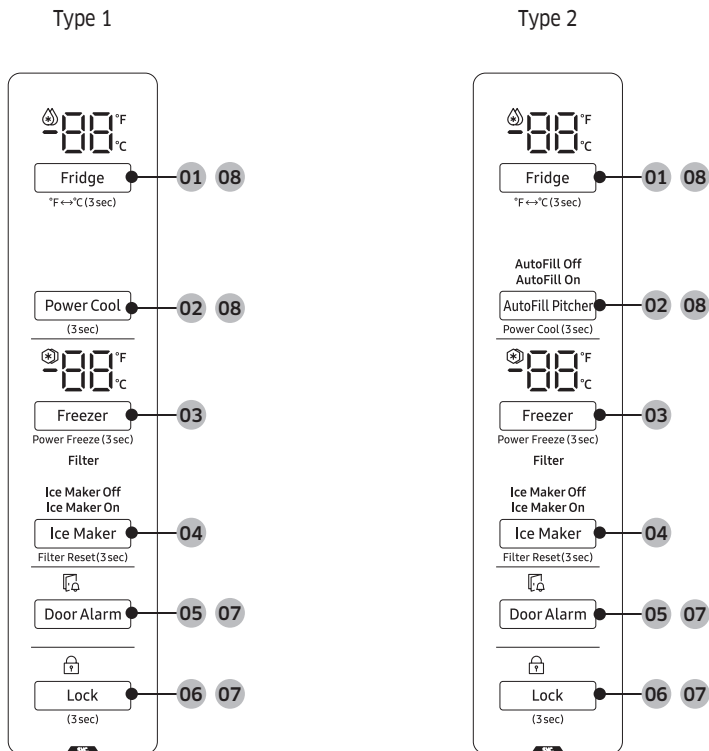 Type 1
-88 °F
°C
Fridge
01 08
°F↔°C (3 sec)
Power Cool
02 08
(3 sec)
-88 °F
°C
Freezer
03
Power Freeze (3 sec)
Filter
Ice Maker Off
Ice Maker On
Ice Maker
04
Filter Reset (3 sec)
Door Alarm
05 07
Lock
06 07
(3 sec)
Type 2
-88 °F
°C
Fridge
01 08
°F↔°C (3 sec)
AutoFill Off
AutoFill On
AutoFill Pitcher
02 08
Power Cool (3 sec)
-88 °F
°C
Freezer
03
Power Freeze (3 sec)
Filter
Ice Maker Off
Ice Maker On
Ice Maker
04
Filter Reset (3 sec)
Door Alarm
05 07
Lock
06 07
(3 sec)